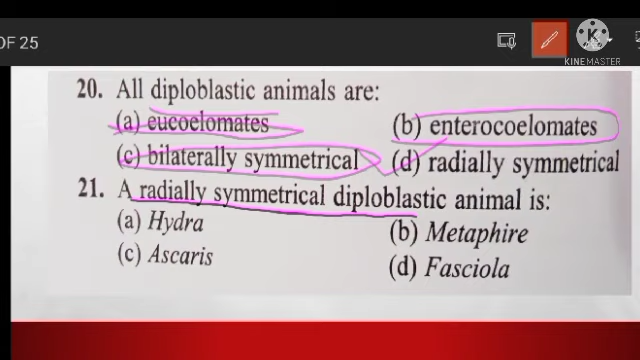 OF 25
KINEMASTER
20. All diploblastic animals are:
(a) eucoelomates (b) enterocoelomates
(c) bilaterally symmetrical (d) radially symmetrical
21. A radially symmetrical diploblastic animal is:
(a) Hydra (b) Metaphire
(c) Ascaris (d) Fasciola